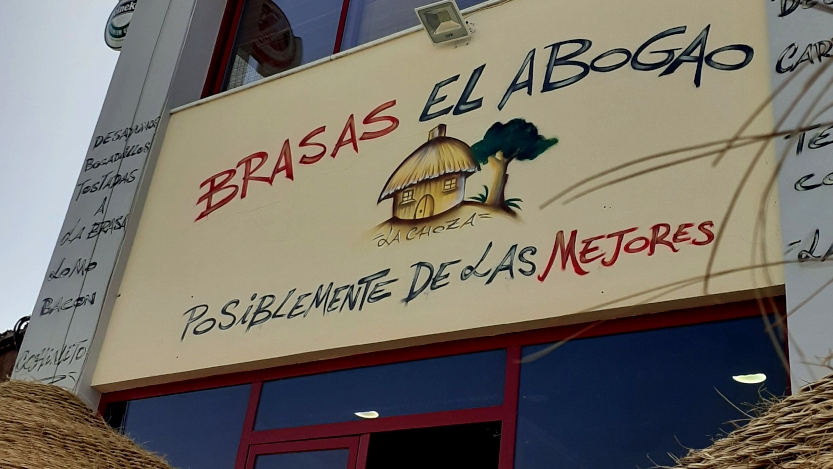 BRASAS EL ABOGAO
=LA CHOZA=
POSiBLEMENTE DE LAS MEJORES
DESAYUNOS
BOCADILLOS
TOSTADAS
A
LA BRASA
LOMO
BACON